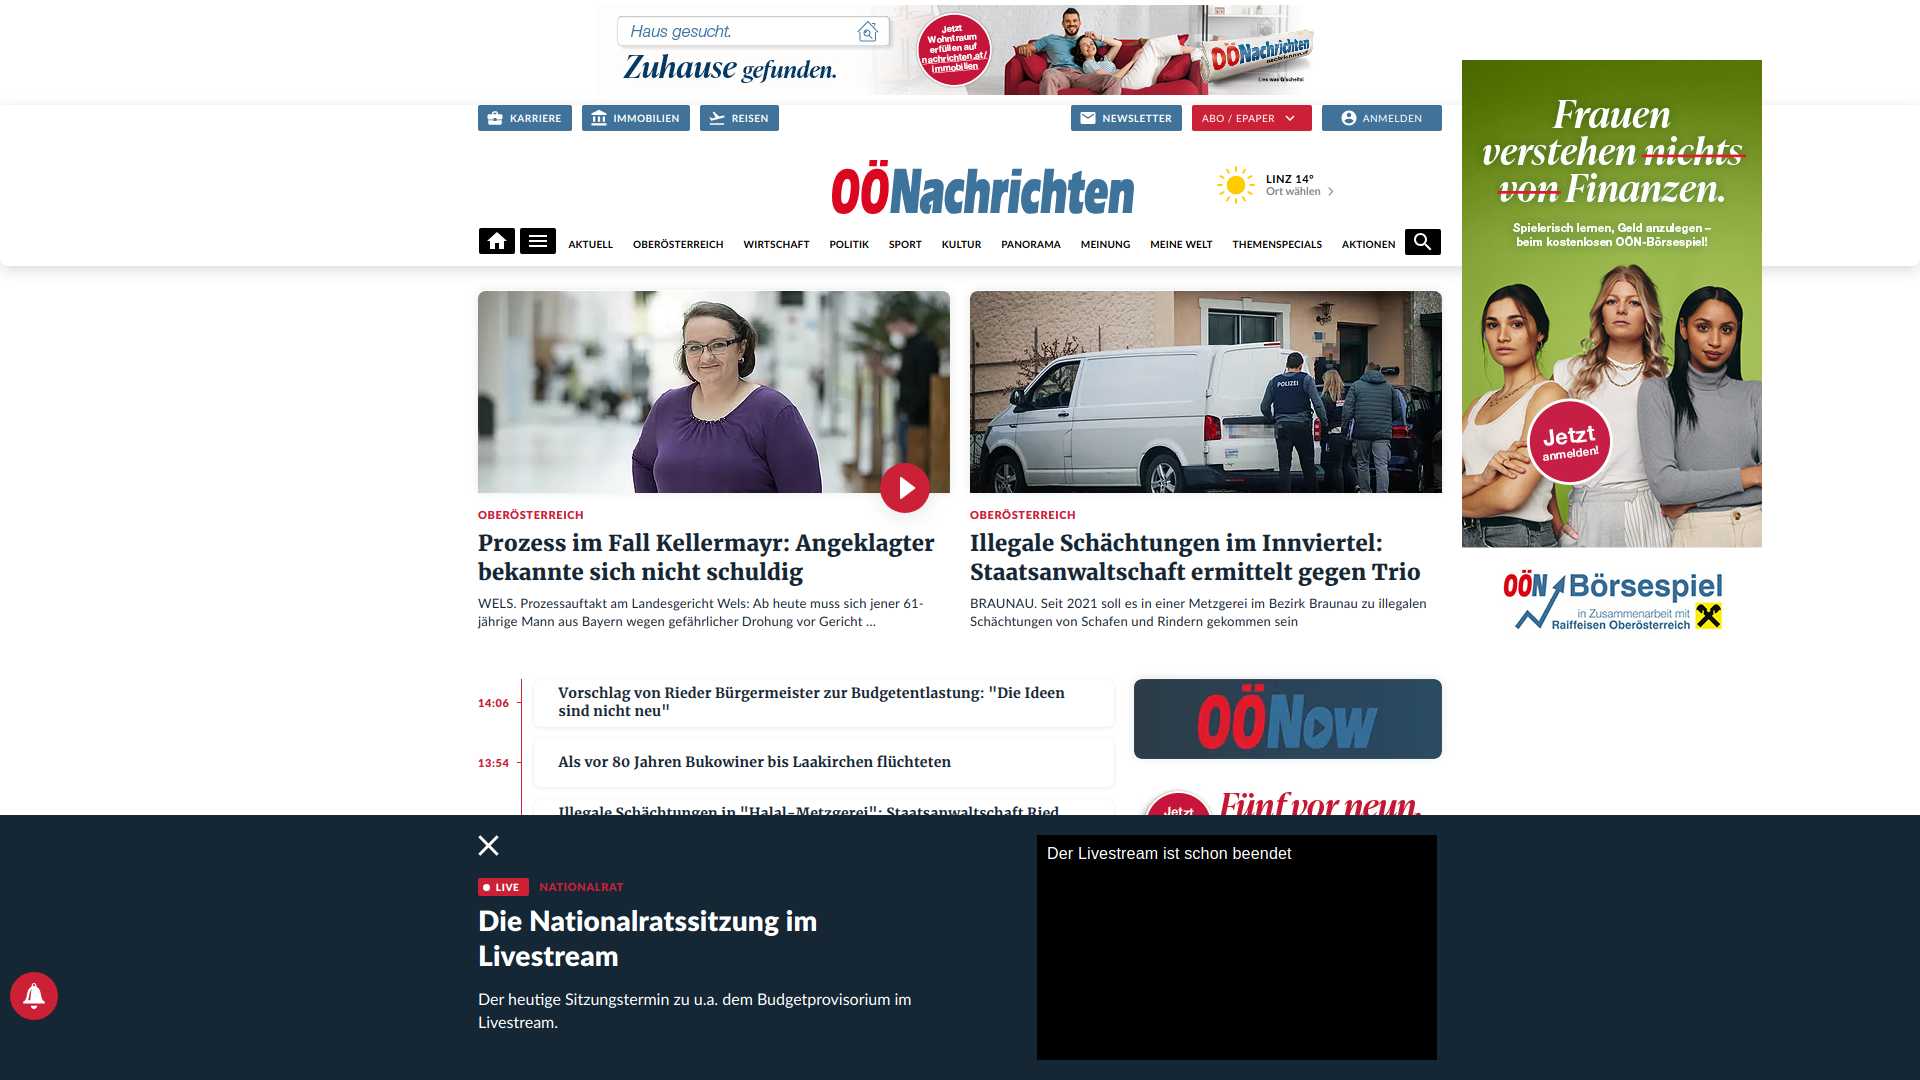 Haus gesucht.
Zuhause gefunden.
Jetzt
Wohntraum
erfüllen auf
nachrichten.at/
immobilien
OÖNachrichten
Lies was G'scheits!
KARRIERE
IMMOBILIEN
REISEN
NEWSLETTER
ABO / EPAPER
ANMELDEN
OÖNachrichten
LINZ 14°
Ort wählen
AKTUELL
OBERÖSTERREICH
WIRTSCHAFT
POLITIK
SPORT
KULTUR
PANORAMA
MEINUNG
MEINE WELT
THEMENSPECIALS
AKTIONEN
Frauen
verstehen nichts
von Finanzen.
Spielerisch lernen, Geld anzulegen –
beim kostenlosen OÖN-Börsespiel!
Jetzt
anmelden!
OÖN Börsespiel
in Zusammenarbeit mit
Raiffeisen Oberösterreich
POLIZEI
OBERÖSTERREICH
Prozess im Fall Kellermayr: Angeklagter
bekannte sich nicht schuldig
WELS. Prozessauftakt am Landesgericht Wels: Ab heute muss sich jener 61-
jährige Mann aus Bayern wegen gefährlicher Drohung vor Gericht ...
OBERÖSTERREICH
Illegale Schächtungen im Innviertel:
Staatsanwaltschaft ermittelt gegen Trio
BRAUNAU. Seit 2021 soll es in einer Metzgerei im Bezirk Braunau zu illegalen
Schächtungen von Schafen und Rindern gekommen sein
14:06
Vorschlag von Rieder Bürgermeister zur Budgetentlastung: "Die Ideen
sind nicht neu"
13:54
Als vor 80 Jahren Bukowiner bis Laakirchen flüchteten
Illegale Schächtungen in "Halal-Metzgerei": Staatsanwaltschaft Ried
OÖNow
Jetzt
Fünf vor neun.
LIVE
NATIONALRAT
Die Nationalratssitzung im
Livestream
Der heutige Sitzungstermin zu u.a. dem Budgetprovisorium im
Livestream.
Der Livestream ist schon beendet